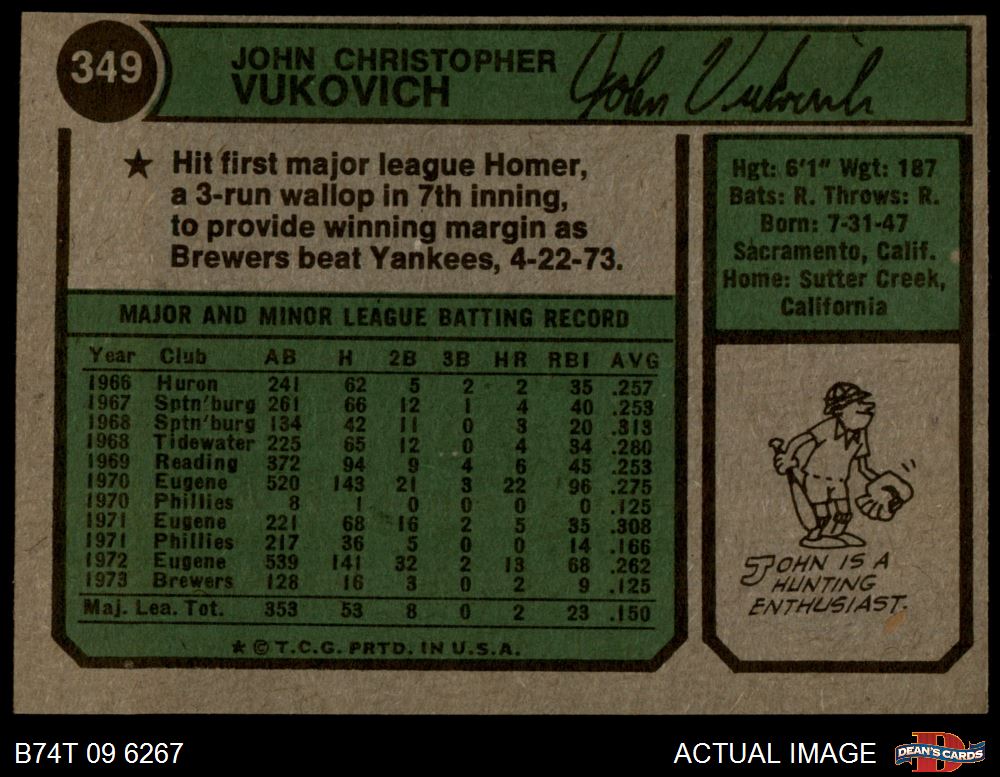 349
JOHN CHRISTOPHER
VUKOVICH
John Vukovich
★ Hit first major league Homer,
a 3-run wallop in 7th inning,
to provide winning margin as
Brewers beat Yankees, 4-22-73.
Hgt: 6'1" Wgt: 187
Bats: R. Throws: R.
Born: 7-31-47
Sacramento, Calif.
Home: Sutter Creek,
California
MAJOR AND MINOR LEAGUE BATTING RECORD
Year Club AB H 2B 3B HR RBI AVG
1966 Huron 241 62 5 2 2 35 .257
1967 Sptn'burg 261 66 12 1 4 40 .253
1968 Sptn'burg 134 42 11 0 3 20 .313
1968 Tidewater 225 65 12 0 4 34 .280
1969 Reading 372 94 9 4 6 45 .253
1970 Eugene 520 143 21 3 22 96 .275
1970 Phillies 8 1 0 0 0 0 .125
1971 Eugene 221 68 16 2 5 35 .308
1971 Phillies 217 36 5 0 0 14 .166
1972 Eugene 539 141 32 2 13 68 .262
1973 Brewers 128 16 3 0 2 9 .125
Maj. Lea. Tot. 353 53 8 0 2 23 .150
★ © T.C.G. PRTD. IN U.S.A.
JOHN IS A
HUNTING
ENTHUSIAST.
B74T 09 6267
ACTUAL IMAGE
DEAN'S CARDS